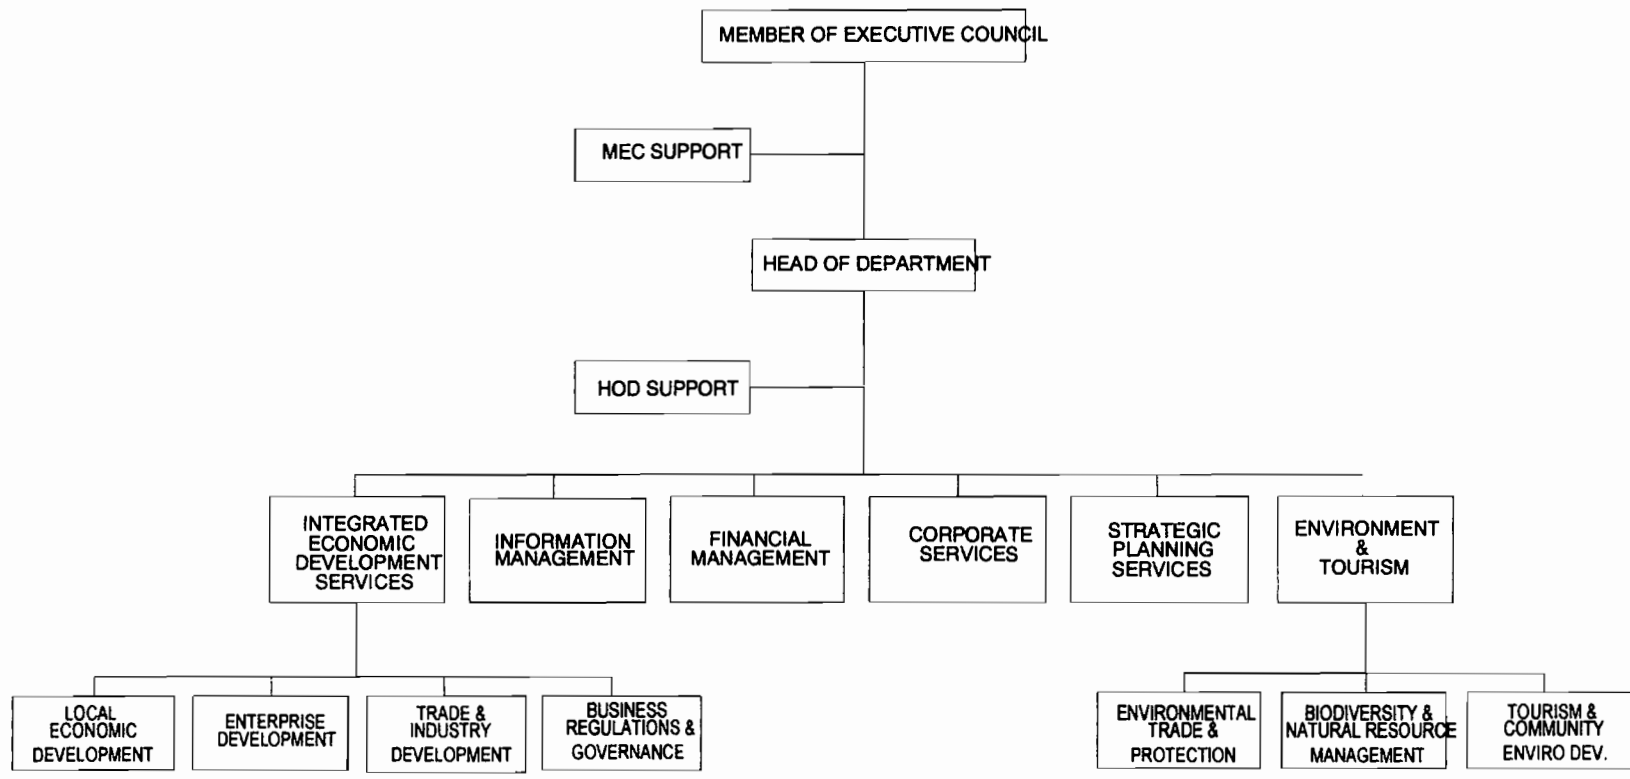 MEMBER OF EXECUTIVE COUNCIL
MEC SUPPORT
HEAD OF DEPARTMENT
HOD SUPPORT
INTEGRATED
ECONOMIC
DEVELOPMENT
SERVICES
INFORMATION
MANAGEMENT
FINANCIAL
MANAGEMENT
CORPORATE
SERVICES
STRATEGIC
PLANNING
SERVICES
ENVIRONMENT
&
TOURISM
LOCAL
ECONOMIC
DEVELOPMENT
ENTERPRISE
DEVELOPMENT
TRADE &
INDUSTRY
DEVELOPMENT
BUSINESS
REGULATIONS &
GOVERNANCE
ENVIRONMENTAL
TRADE &
PROTECTION
BIODIVERSITY &
NATURAL RESOURCE
MANAGEMENT
TOURISM &
COMMUNITY
ENVIRO DEV.